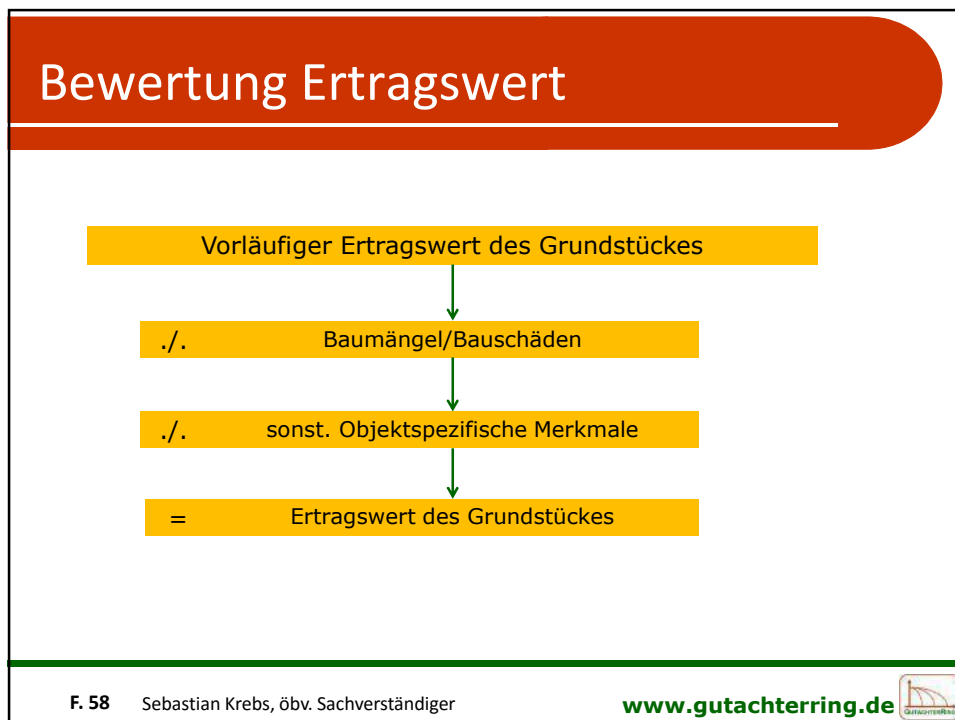 Bewertung Ertragswert
Vorläufiger Ertragswert des Grundstückes
./. Baumängel/Bauschäden
./. sonst. Objektspezifische Merkmale
= Ertragswert des Grundstückes
F. 58 Sebastian Krebs, öbv. Sachverständiger www.gutachterring.de
GUTACHTERRING